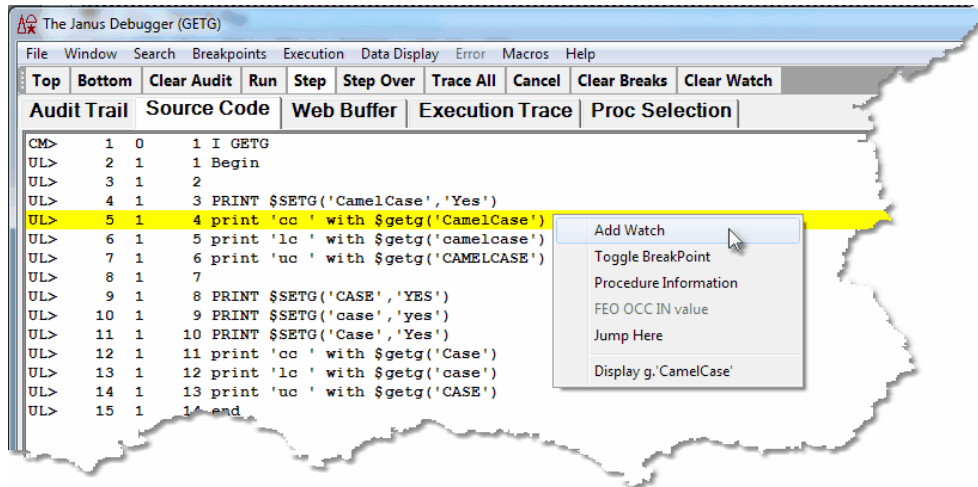 The Janus Debugger (GETG)
File Window Search Breakpoints Execution Data Display Error Macros Help
Top Bottom Clear Audit Run Step Step Over Trace All Cancel Clear Breaks Clear Watch
Audit Trail Source Code Web Buffer Execution Trace Proc Selection
CM> 1 0 1 I GETG
UL> 2 1 1 Begin
UL> 3 1 2
UL> 4 1 3 PRINT $SETG('CamelCase','Yes')
UL> 5 1 4 print 'cc ' with $getg('CamelCase')
UL> 6 1 5 print 'lc ' with $getg('camelcase')
UL> 7 1 6 print 'uc ' with $getg('CAMELCASE')
UL> 8 1 7
UL> 9 1 8 PRINT $SETG('CASE','YES')
UL> 10 1 9 PRINT $SETG('case','yes')
UL> 11 1 10 PRINT $SETG('Case','Yes')
UL> 12 1 11 print 'cc ' with $getg('Case')
UL> 13 1 12 print 'lc ' with $getg('case')
UL> 14 1 13 print 'uc ' with $getg('CASE')
UL> 15 1 14 end
Add Watch
Toggle BreakPoint
Procedure Information
FEO OCC IN value
Jump Here
Display g.'CamelCase'